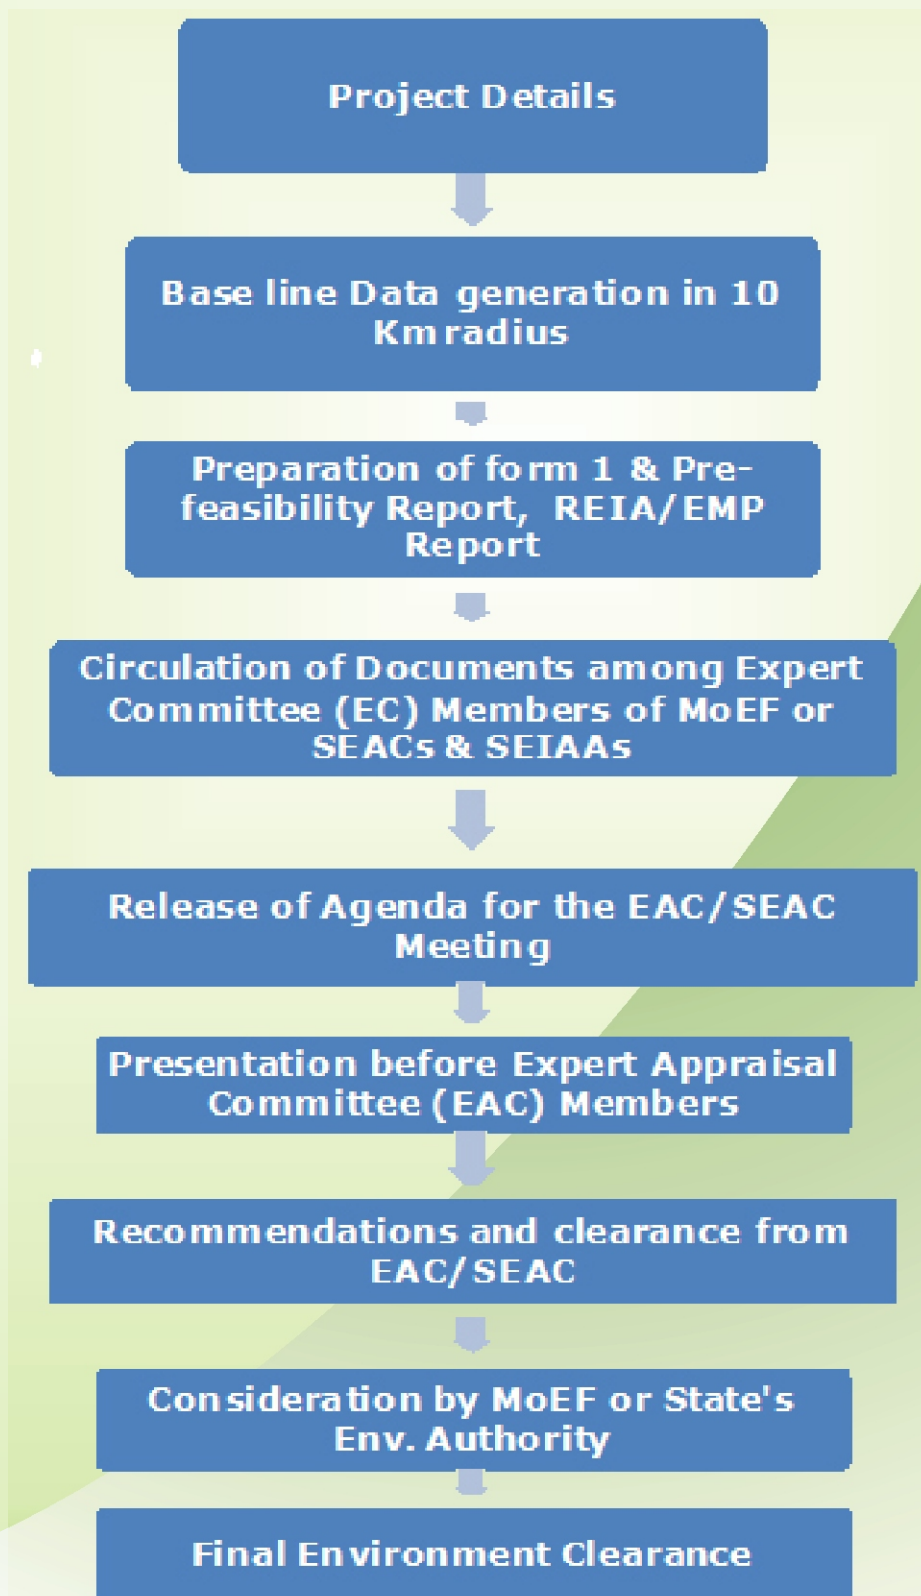 Project Details
Base line Data generation in 10
Km radius
Preparation of form 1 & Pre-
feasibility Report, REIA/EMP
Report
Circulation of Documents among Expert
Committee (EC) Members of MoEF or
SEACs & SEIAAs
Release of Agenda for the EAC/SEAC
Meeting
Presentation before Expert Appraisal
Committee (EAC) Members
Recommendations and clearance from
EAC/SEAC
Consideration by MoEF or State's
Env. Authority
Final Environment Clearance